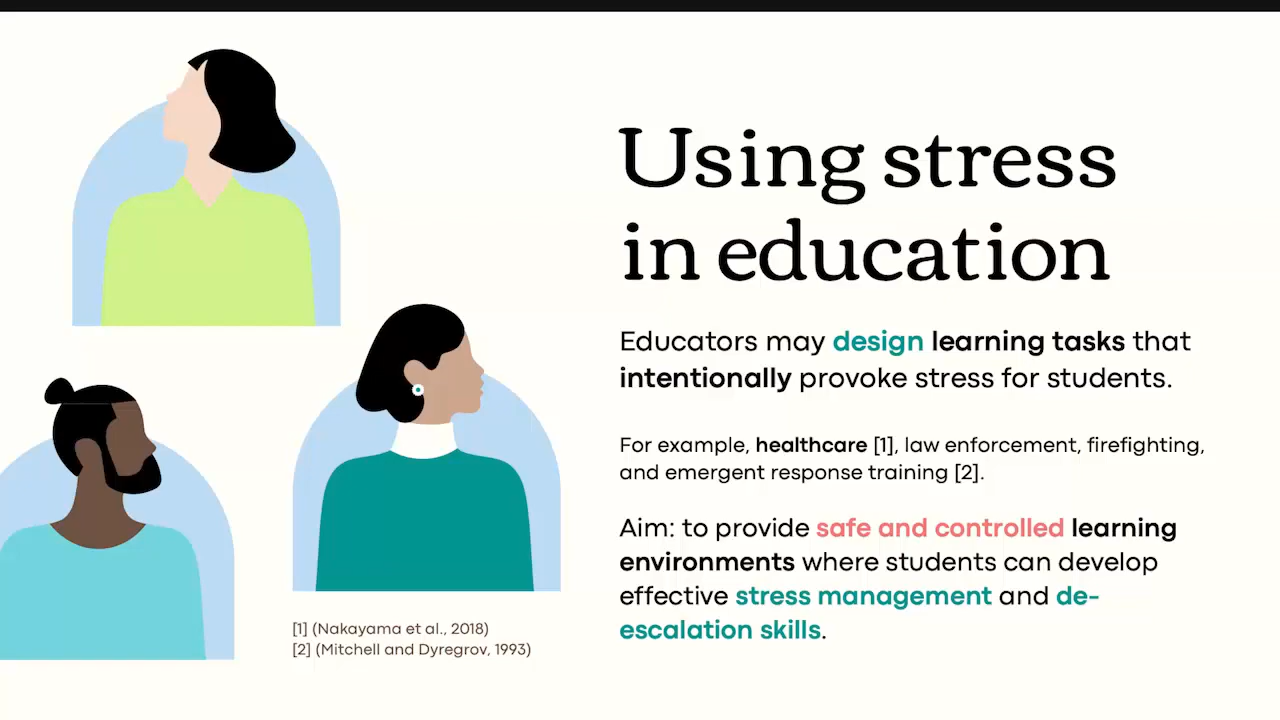 Using stress
in education
Educators may design learning tasks that
intentionally provoke stress for students.
For example, healthcare [1], law enforcement, firefighting,
and emergent response training [2].
Aim: to provide safe and controlled learning
environments where students can develop
effective stress management and de-
escalation skills.
[1] (Nakayama et al., 2018)
[2] (Mitchell and Dyregrov, 1993)